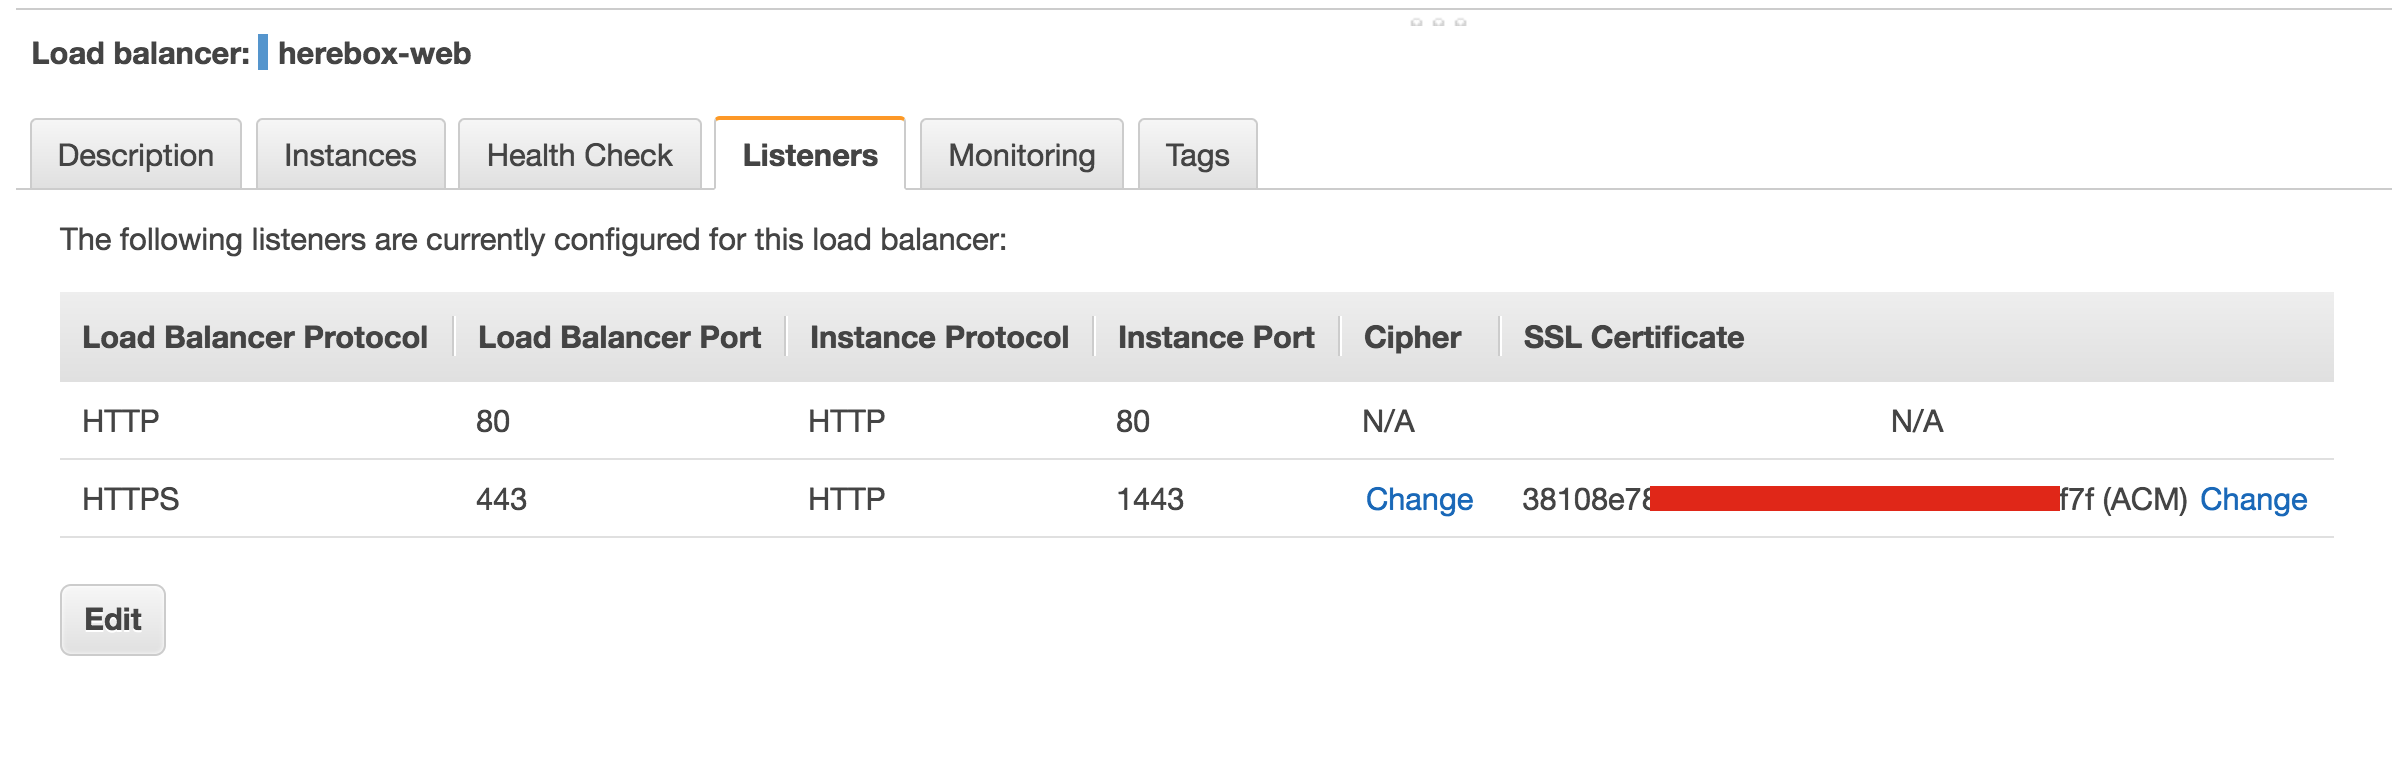 Load balancer: herebox-web
Description Instances Health Check Listeners Monitoring Tags
The following listeners are currently configured for this load balancer:
Load Balancer Protocol Load Balancer Port Instance Protocol Instance Port Cipher SSL Certificate
HTTP 80 HTTP 80 N/A N/A
HTTPS 443 HTTP 1443 Change 38108e78 f7f (ACM) Change
Edit